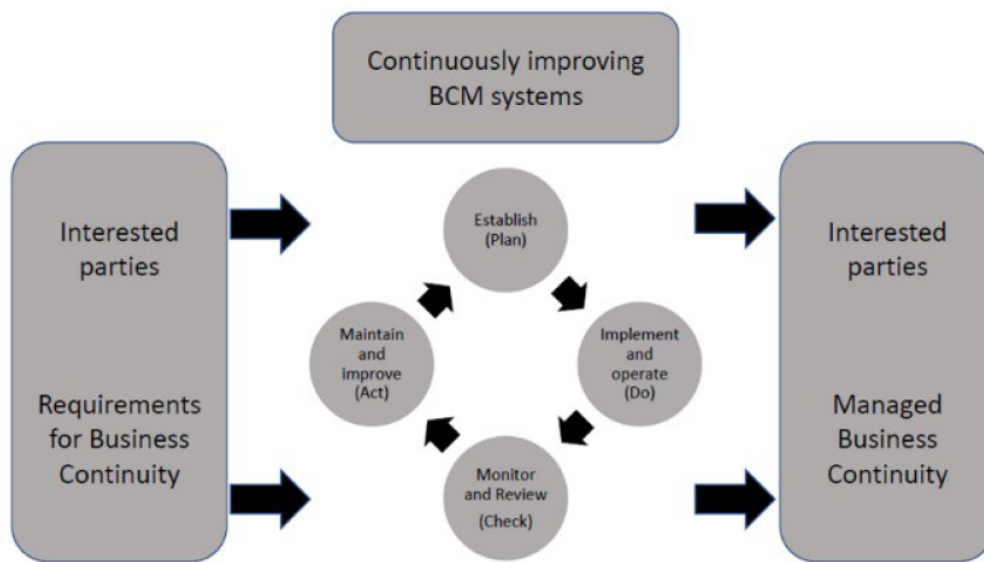 Continuously improving
BCM systems
Interested
parties
Requirements
for Business
Continuity
Establish
(Plan)
Maintain
and
improve
(Act)
Implement
and
operate
(Do)
Monitor
and Review
(Check)
Interested
parties
Managed
Business
Continuity